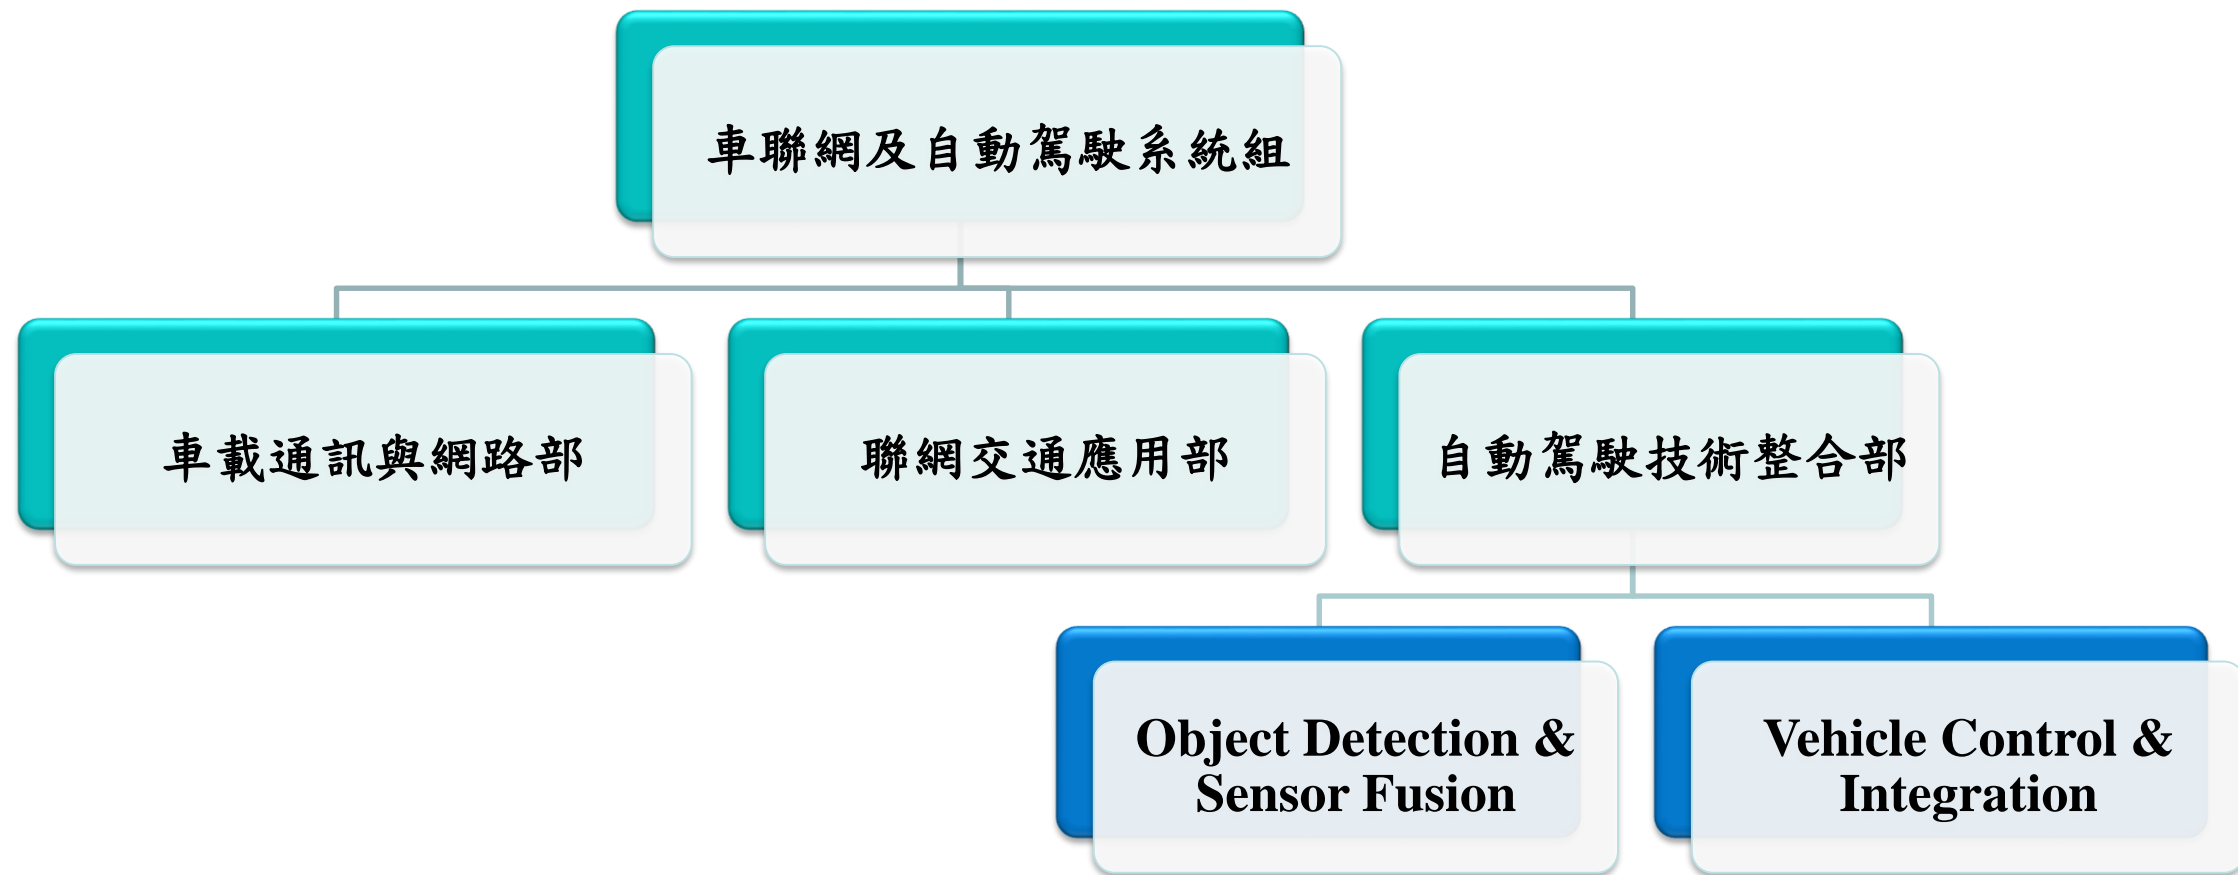 車聯網及自動駕駛系統組
車載通訊與網路部
聯網交通應用部
自動駕駛技術整合部
Object Detection &
Sensor Fusion
Vehicle Control &
Integration